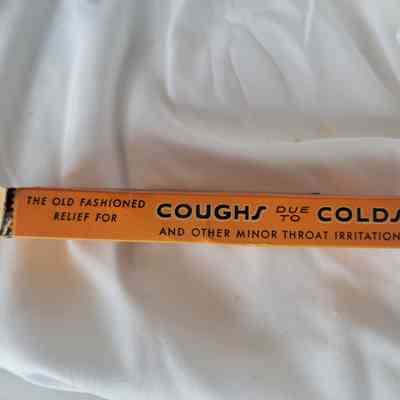 THE OLD FASHIONED
RELIEF FOR
COUGHS DUE TO COLDS
AND OTHER MINOR THROAT IRRITATION